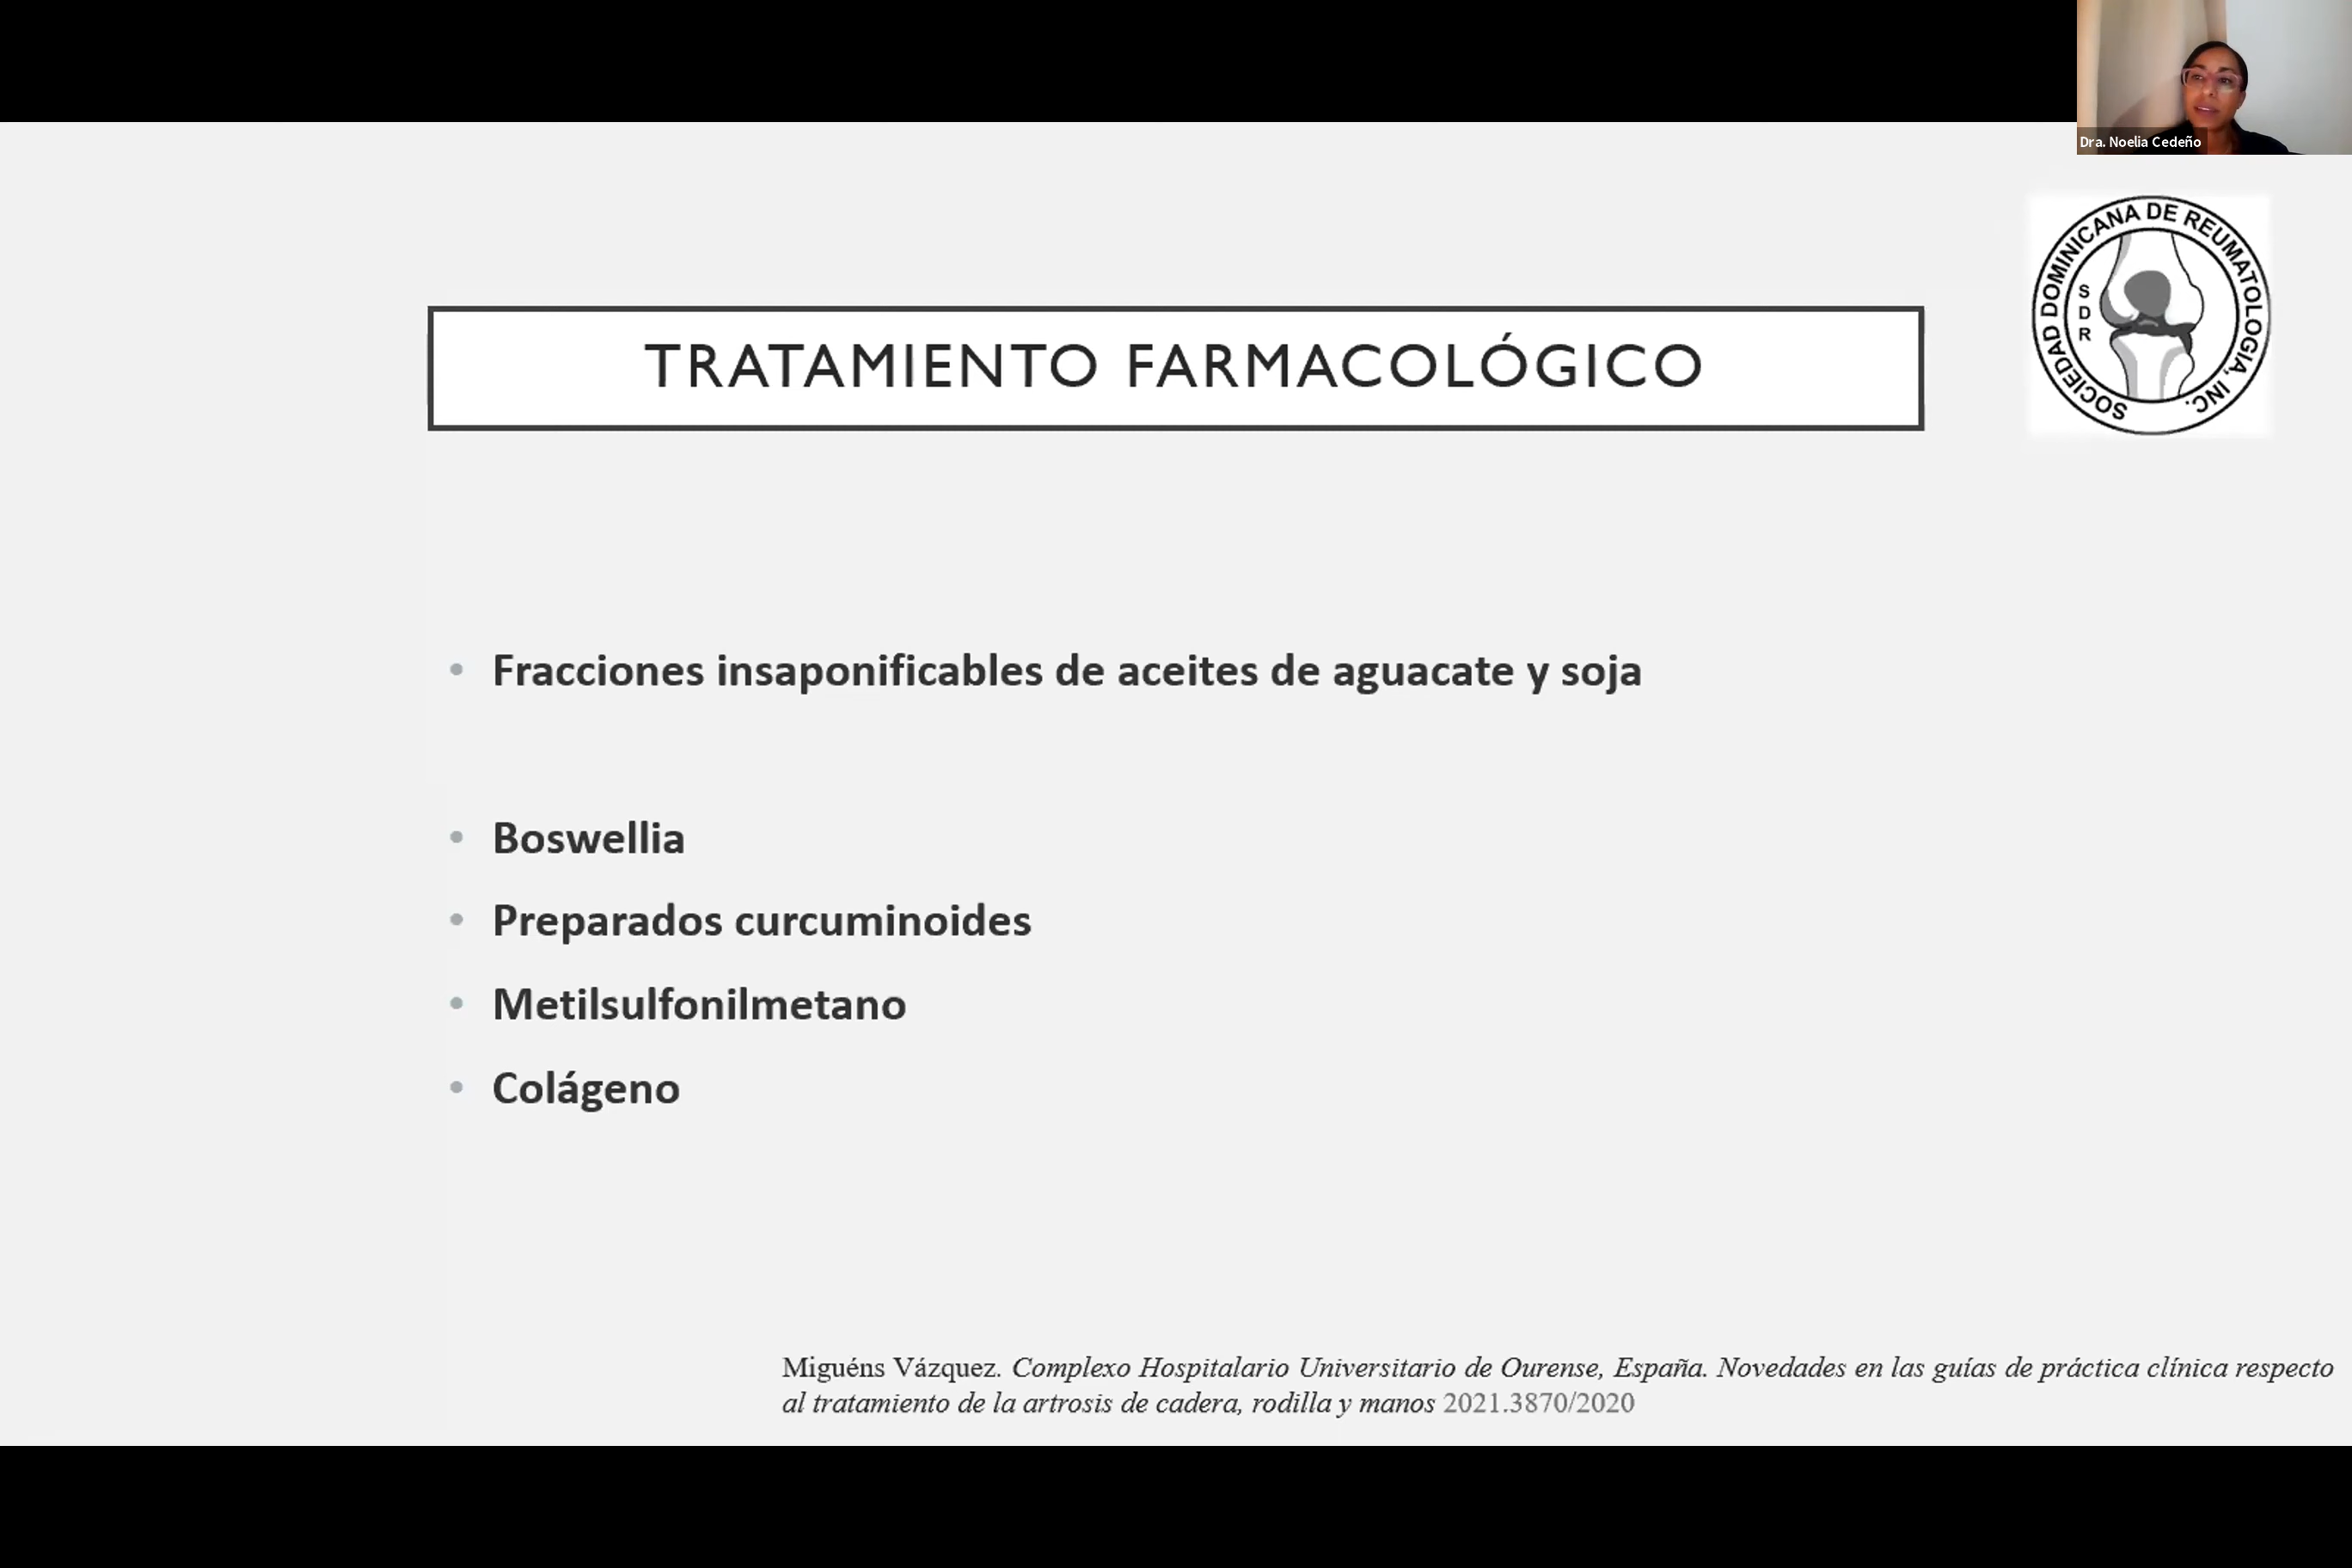 Dra. Noelia Cedeño
SOCIEDAD DOMINICANA DE REUMATOLOGIA, INC.
S
D
R
TRATAMIENTO FARMACOLÓGICO
• Fracciones insaponificables de aceites de aguacate y soja
• Boswellia
• Preparados curcuminoides
• Metilsulfonilmetano
• Colágeno
Miguéns Vázquez. Complexo Hospitalario Universitario de Ourense, España. Novedades en las guías de práctica clínica respecto
al tratamiento de la artrosis de cadera, rodilla y manos 2021.3870/2020